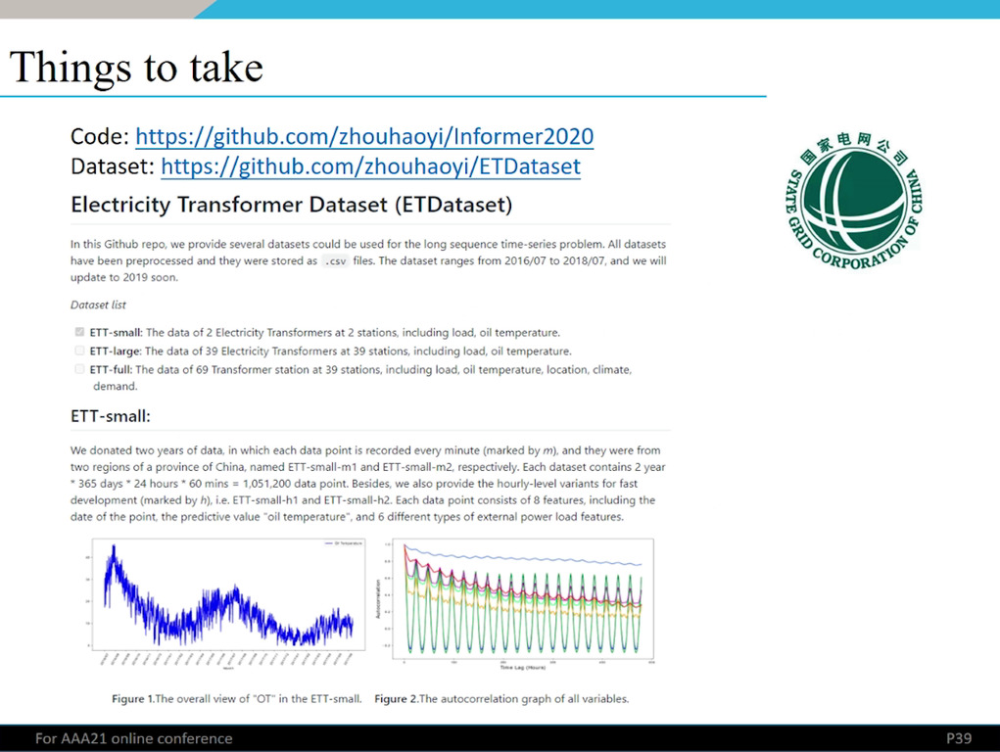 Things to take
Code: https://github.com/zhouhaoyi/Informer2020
Dataset: https://github.com/zhouhaoyi/ETDataset
国家电网公司
STATE GRID CORPORATION OF CHINA
Electricity Transformer Dataset (ETDataset)
In this Github repo, we provide several datasets could be used for the long sequence time-series problem. All datasets
have been preprocessed and they were stored as .csv files. The dataset ranges from 2016/07 to 2018/07, and we will
update to 2019 soon.
Dataset list
ETT-small: The data of 2 Electricity Transformers at 2 stations, including load, oil temperature.
ETT-large: The data of 39 Electricity Transformers at 39 stations, including load, oil temperature.
ETT-full: The data of 69 Transformer station at 39 stations, including load, oil temperature, location, climate,
demand.
ETT-small:
We donated two years of data, in which each data point is recorded every minute (marked by m), and they were from
two regions of a province of China, named ETT-small-m1 and ETT-small-m2, respectively. Each dataset contains 2 year
* 365 days * 24 hours * 60 mins = 1,051,200 data point. Besides, we also provide the hourly-level variants for fast
development (marked by h), i.e. ETT-small-h1 and ETT-small-h2. Each data point consists of 8 features, including the
date of the point, the predictive value "oil temperature", and 6 different types of external power load features.
Oil Temperature
Autocorrelation
Time Lag (Hours)
Figure 1.The overall view of "OT" in the ETT-small.
Figure 2.The autocorrelation graph of all variables.
For AAA21 online conference
P39